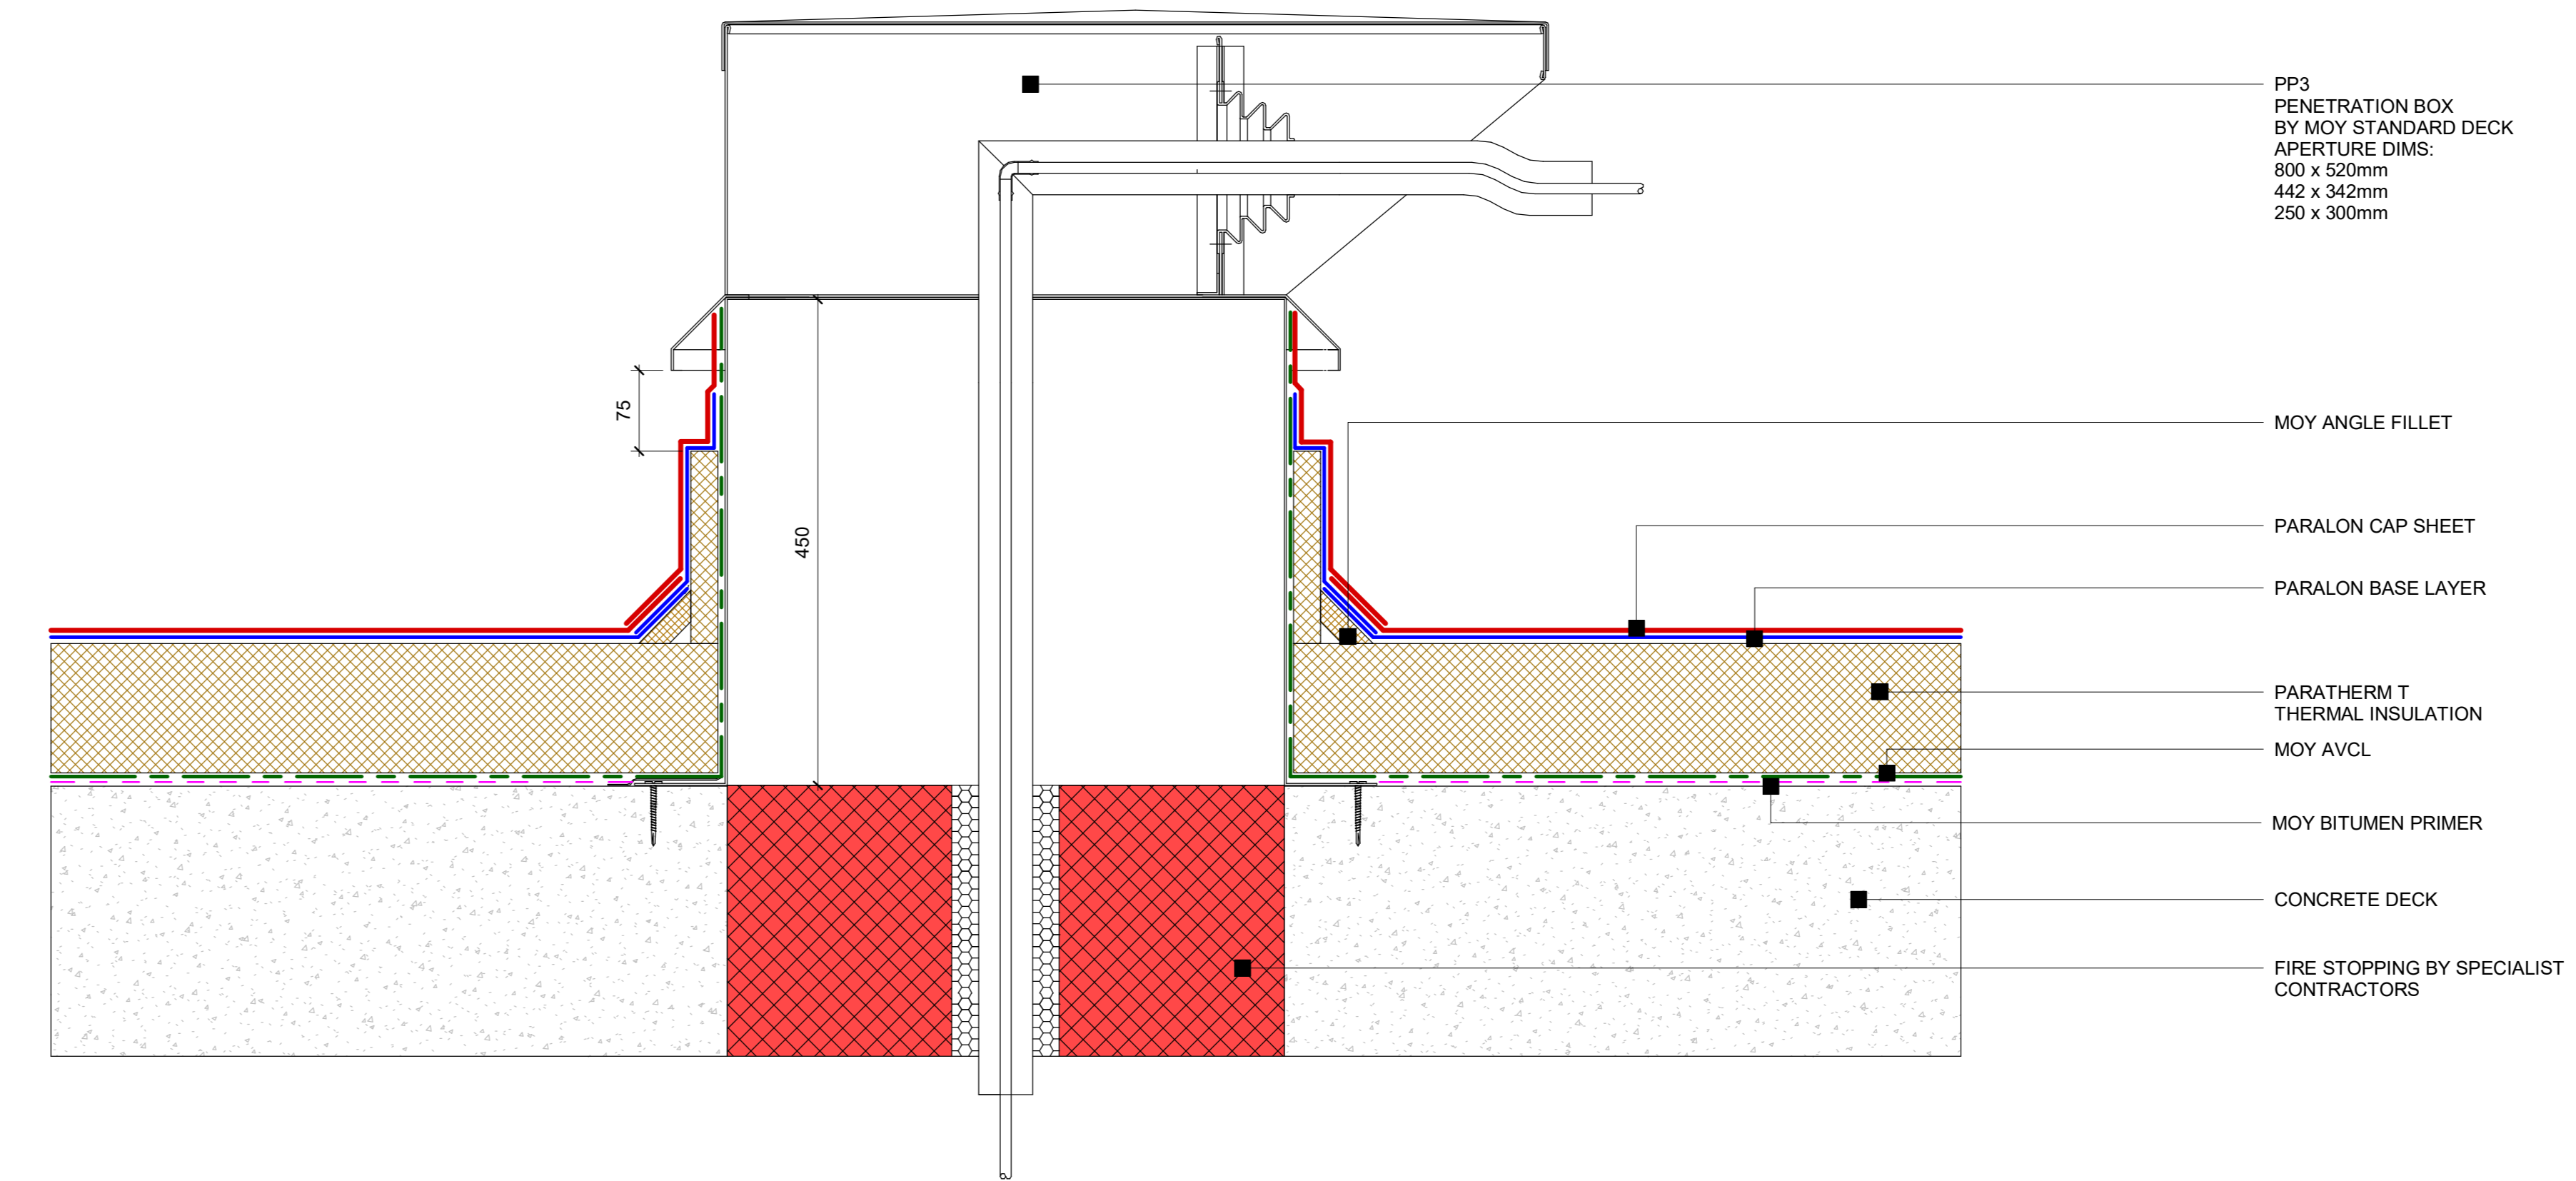 PP3
PENETRATION BOX
BY MOY STANDARD DECK
APERTURE DIMS:
800 x 520mm
442 x 342mm
250 x 300mm
75
MOY ANGLE FILLET
450
PARALON CAP SHEET
PARALON BASE LAYER
PARATHERM T
THERMAL INSULATION
MOY AVCL
MOY BITUMEN PRIMER
CONCRETE DECK
FIRE STOPPING BY SPECIALIST
CONTRACTORS